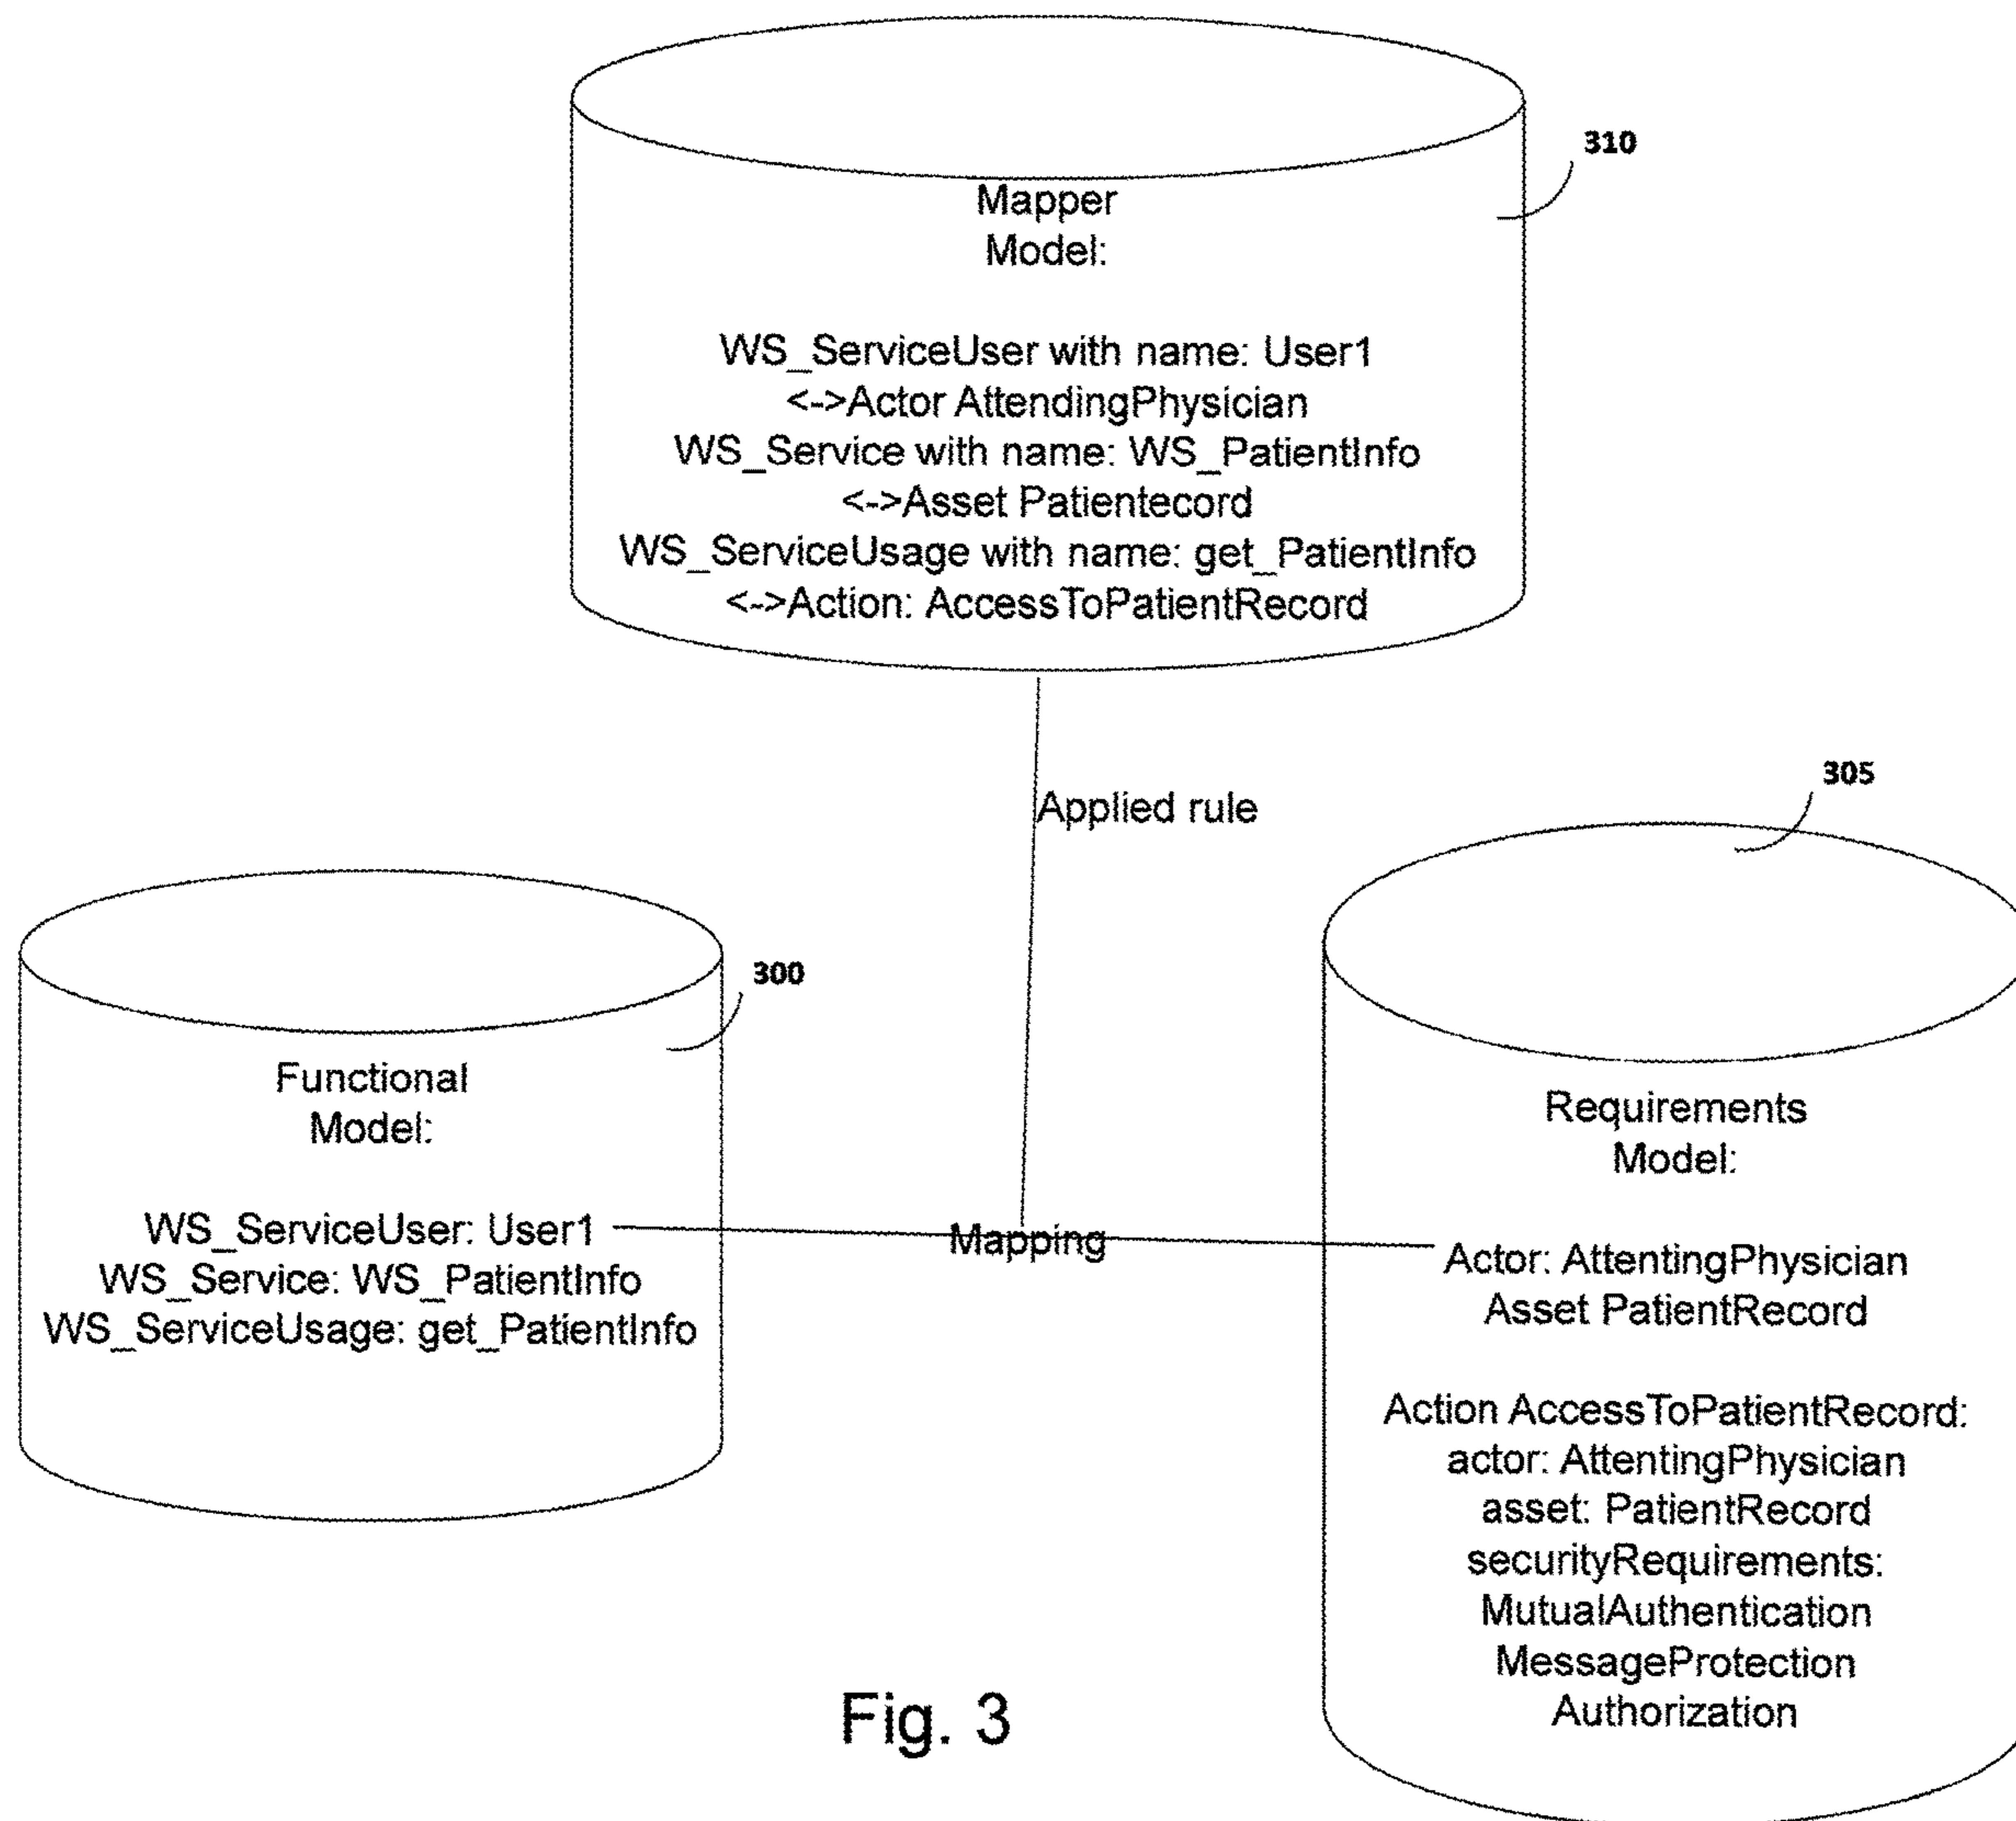 310
Mapper
Model:
WS_ServiceUser with name: User1
<->Actor AttendingPhysician
WS_Service with name: WS_PatientInfo
<->Asset Patientecord
WS_ServiceUsage with name: get_PatientInfo
<->Action: AccessToPatientRecord
Applied rule
305
300
Functional
Model:
WS_ServiceUser: User1
WS_Service: WS_PatientInfo
WS_ServiceUsage: get_PatientInfo
Mapping
Requirements
Model:
Actor: AttentingPhysician
Asset PatientRecord
Action AccessToPatientRecord:
actor: AttentingPhysician
asset: PatientRecord
securityRequirements:
MutualAuthentication
MessageProtection
Authorization
Fig. 3